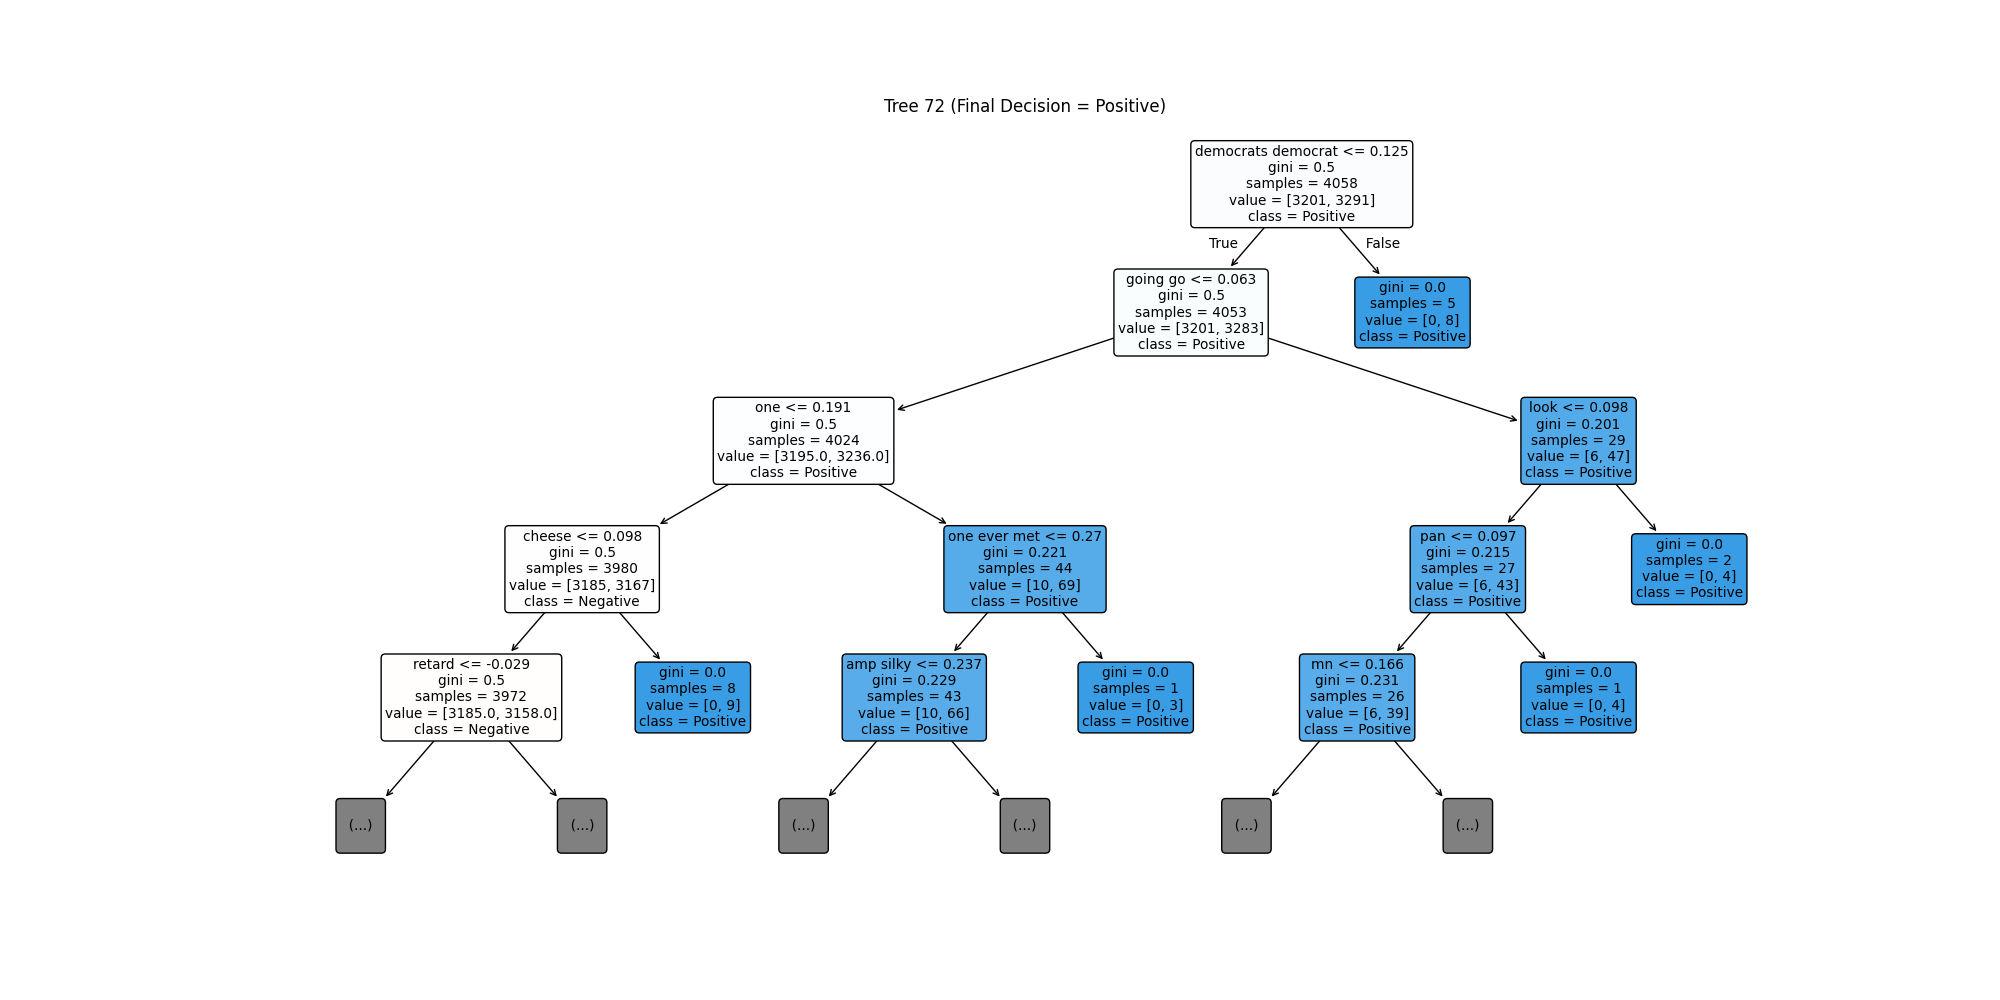 Tree 72 (Final Decision = Positive)
democrats democrat <= 0.125
gini = 0.5
samples = 4058
value = [3201, 3291]
class = Positive
True
False
going go <= 0.063
gini = 0.5
samples = 4053
value = [3201, 3283]
class = Positive
gini = 0.0
samples = 5
value = [0, 8]
class = Positive
one <= 0.191
gini = 0.5
samples = 4024
value = [3195.0, 3236.0]
class = Positive
look <= 0.098
gini = 0.201
samples = 29
value = [6, 47]
class = Positive
cheese <= 0.098
gini = 0.5
samples = 3980
value = [3185, 3167]
class = Negative
one ever met <= 0.27
gini = 0.221
samples = 44
value = [10, 69]
class = Positive
pan <= 0.097
gini = 0.215
samples = 27
value = [6, 43]
class = Positive
gini = 0.0
samples = 2
value = [0, 4]
class = Positive
retard <= -0.029
gini = 0.5
samples = 3972
value = [3185.0, 3158.0]
class = Negative
gini = 0.0
samples = 8
value = [0, 9]
class = Positive
amp silky <= 0.237
gini = 0.229
samples = 43
value = [10, 66]
class = Positive
gini = 0.0
samples = 1
value = [0, 3]
class = Positive
mn <= 0.166
gini = 0.231
samples = 26
value = [6, 39]
class = Positive
gini = 0.0
samples = 1
value = [0, 4]
class = Positive
(...)
(...)
(...)
(...)
(...)
(...)